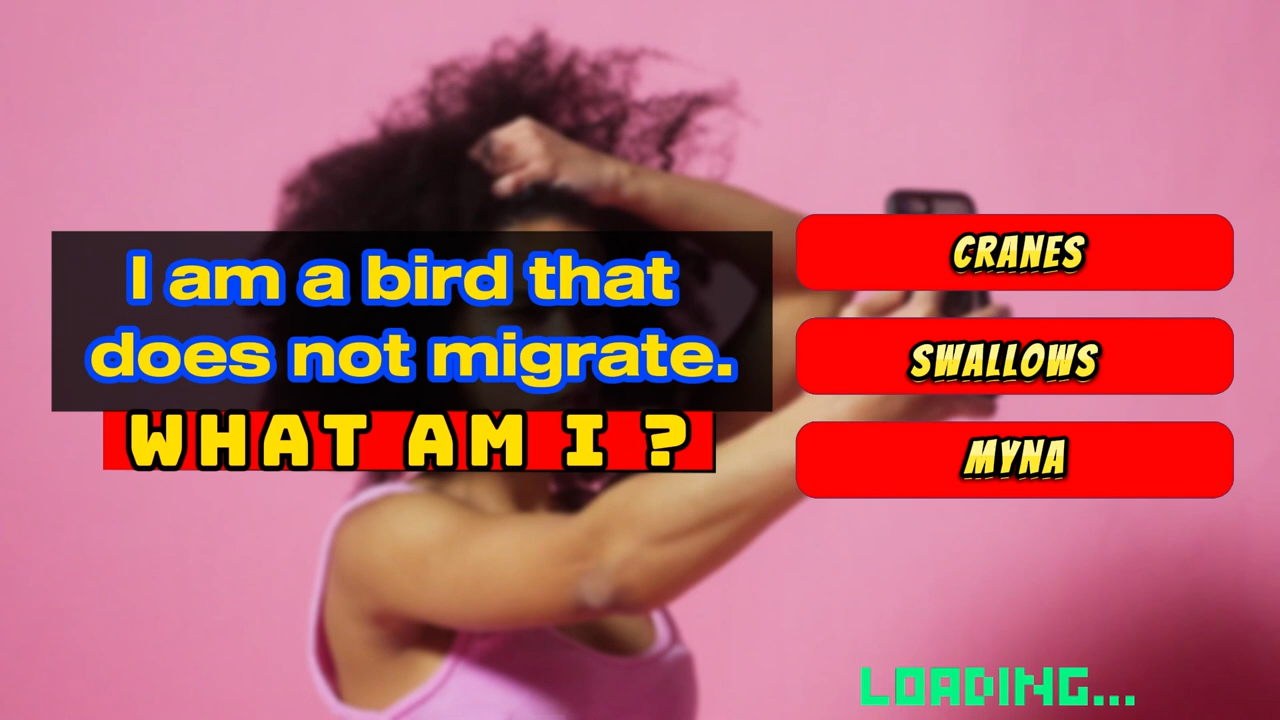 I am a bird that
does not migrate.
WHAT AM I ?
CRANES
SWALLOWS
MYNA
LOADING...